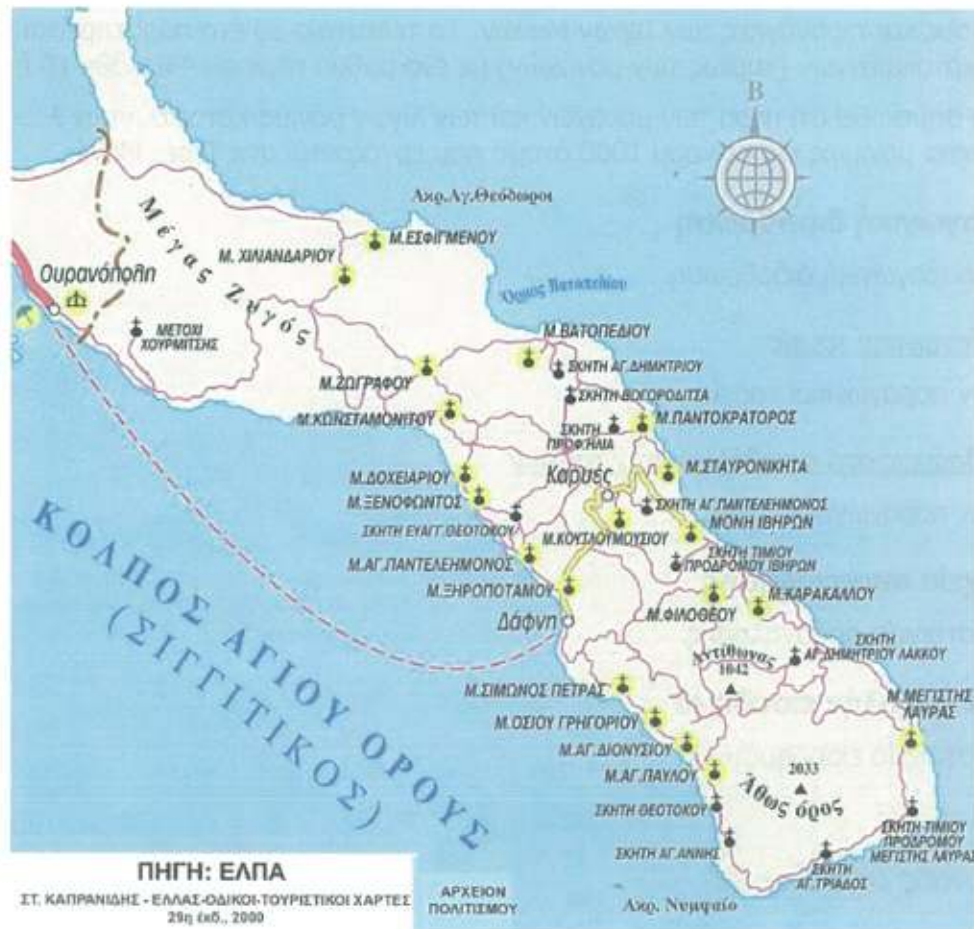 Β
Ακρ.Αγ.Θεόδωροι
Μέγας Ζυγός
Μ.ΕΣΦΙΓΜΕΝΟΥ
Μ. ΧΙΛΙΑΝΔΑΡΙΟΥ
Ουρανόπολη
ΜΕΤΟΧΙ
ΧΟΥΡΜΙΤΣΗΣ
Όρμος Βατοπεδίου
Μ.ΒΑΤΟΠΕΔΙΟΥ
ΣΚΗΤΗ ΑΓ.ΔΗΜΗΤΡΙΟΥ
Μ.ΖΩΓΡΑΦΟΥ
ΣΚΗΤΗ ΒΟΓΟΡΟΔΙΤΣΑ
Μ.ΚΩΝΣΤΑΜΟΝΙΤΟΥ
Μ.ΠΑΝΤΟΚΡΑΤΟΡΟΣ
ΣΚΗΤΗ
ΠΡΟΦ.ΗΛΙΑ
Μ.ΣΤΑΥΡΟΝΙΚΗΤΑ
Μ.ΔΟΧΕΙΑΡΙΟΥ
Καρυές
Μ.ΞΕΝΟΦΩΝΤΟΣ
ΣΚΗΤΗ ΑΓ.ΠΑΝΤΕΛΕΗΜΟΝΟΣ
ΜΟΝΗ ΙΒΗΡΩΝ
ΣΚΗΤΗ ΕΥΑΓΓ.ΘΕΟΤΟΚΟΥ
Μ.ΚΟΥΤΛΟΥΜΟΥΣΙΟΥ
ΣΚΗΤΗ ΤΙΜΙΟΥ
ΠΡΟΔΡΟΜΟΥ ΙΒΗΡΩΝ
Μ.ΑΓ.ΠΑΝΤΕΛΕΗΜΟΝΟΣ
Μ.ΞΗΡΟΠΟΤΑΜΟΥ
Μ.ΚΑΡΑΚΑΛΛΟΥ
Μ.ΦΙΛΟΘΕΟΥ
Δάφνη
ΚΟΛΠΟΣ ΑΓΙΟΥ ΟΡΟΥΣ
(ΣΙΓΓΙΤΙΚΟΣ)
Αντίθωνας
1042
ΣΚΗΤΗ
ΑΓ.ΔΗΜΗΤΡΙΟΥ ΛΑΚΚΟΥ
Μ.ΣΙΜΩΝΟΣ ΠΕΤΡΑΣ
Μ.ΜΕΓΙΣΤΗΣ
ΛΑΥΡΑΣ
Μ.ΟΣΙΟΥ ΓΡΗΓΟΡΙΟΥ
Μ.ΑΓ.ΔΙΟΝΥΣΙΟΥ
Μ.ΑΓ.ΠΑΥΛΟΥ
2033
Άθως όρος
ΣΚΗΤΗ ΘΕΟΤΟΚΟΥ
ΣΚΗΤΗ ΤΙΜΙΟΥ
ΠΡΟΔΡΟΜΟΥ
ΜΕΓΙΣΤΗΣ ΛΑΥΡΑΣ
ΣΚΗΤΗ ΑΓ.ΑΝΝΗΣ
ΣΚΗΤΗ
ΑΓ.ΤΡΙΑΔΟΣ
Ακρ. Νυμφαίο
ΠΗΓΗ: ΕΛΠΑ
ΣΤ. ΚΑΠΡΑΝΙΔΗΣ - ΕΛΛΑΣ-ΟΔΙΚΟΙ-ΤΟΥΡΙΣΤΙΚΟΙ ΧΑΡΤΕΣ
29η έκδ., 2000
ΑΡΧΕΙΟΝ
ΠΟΛΙΤΙΣΜΟΥ